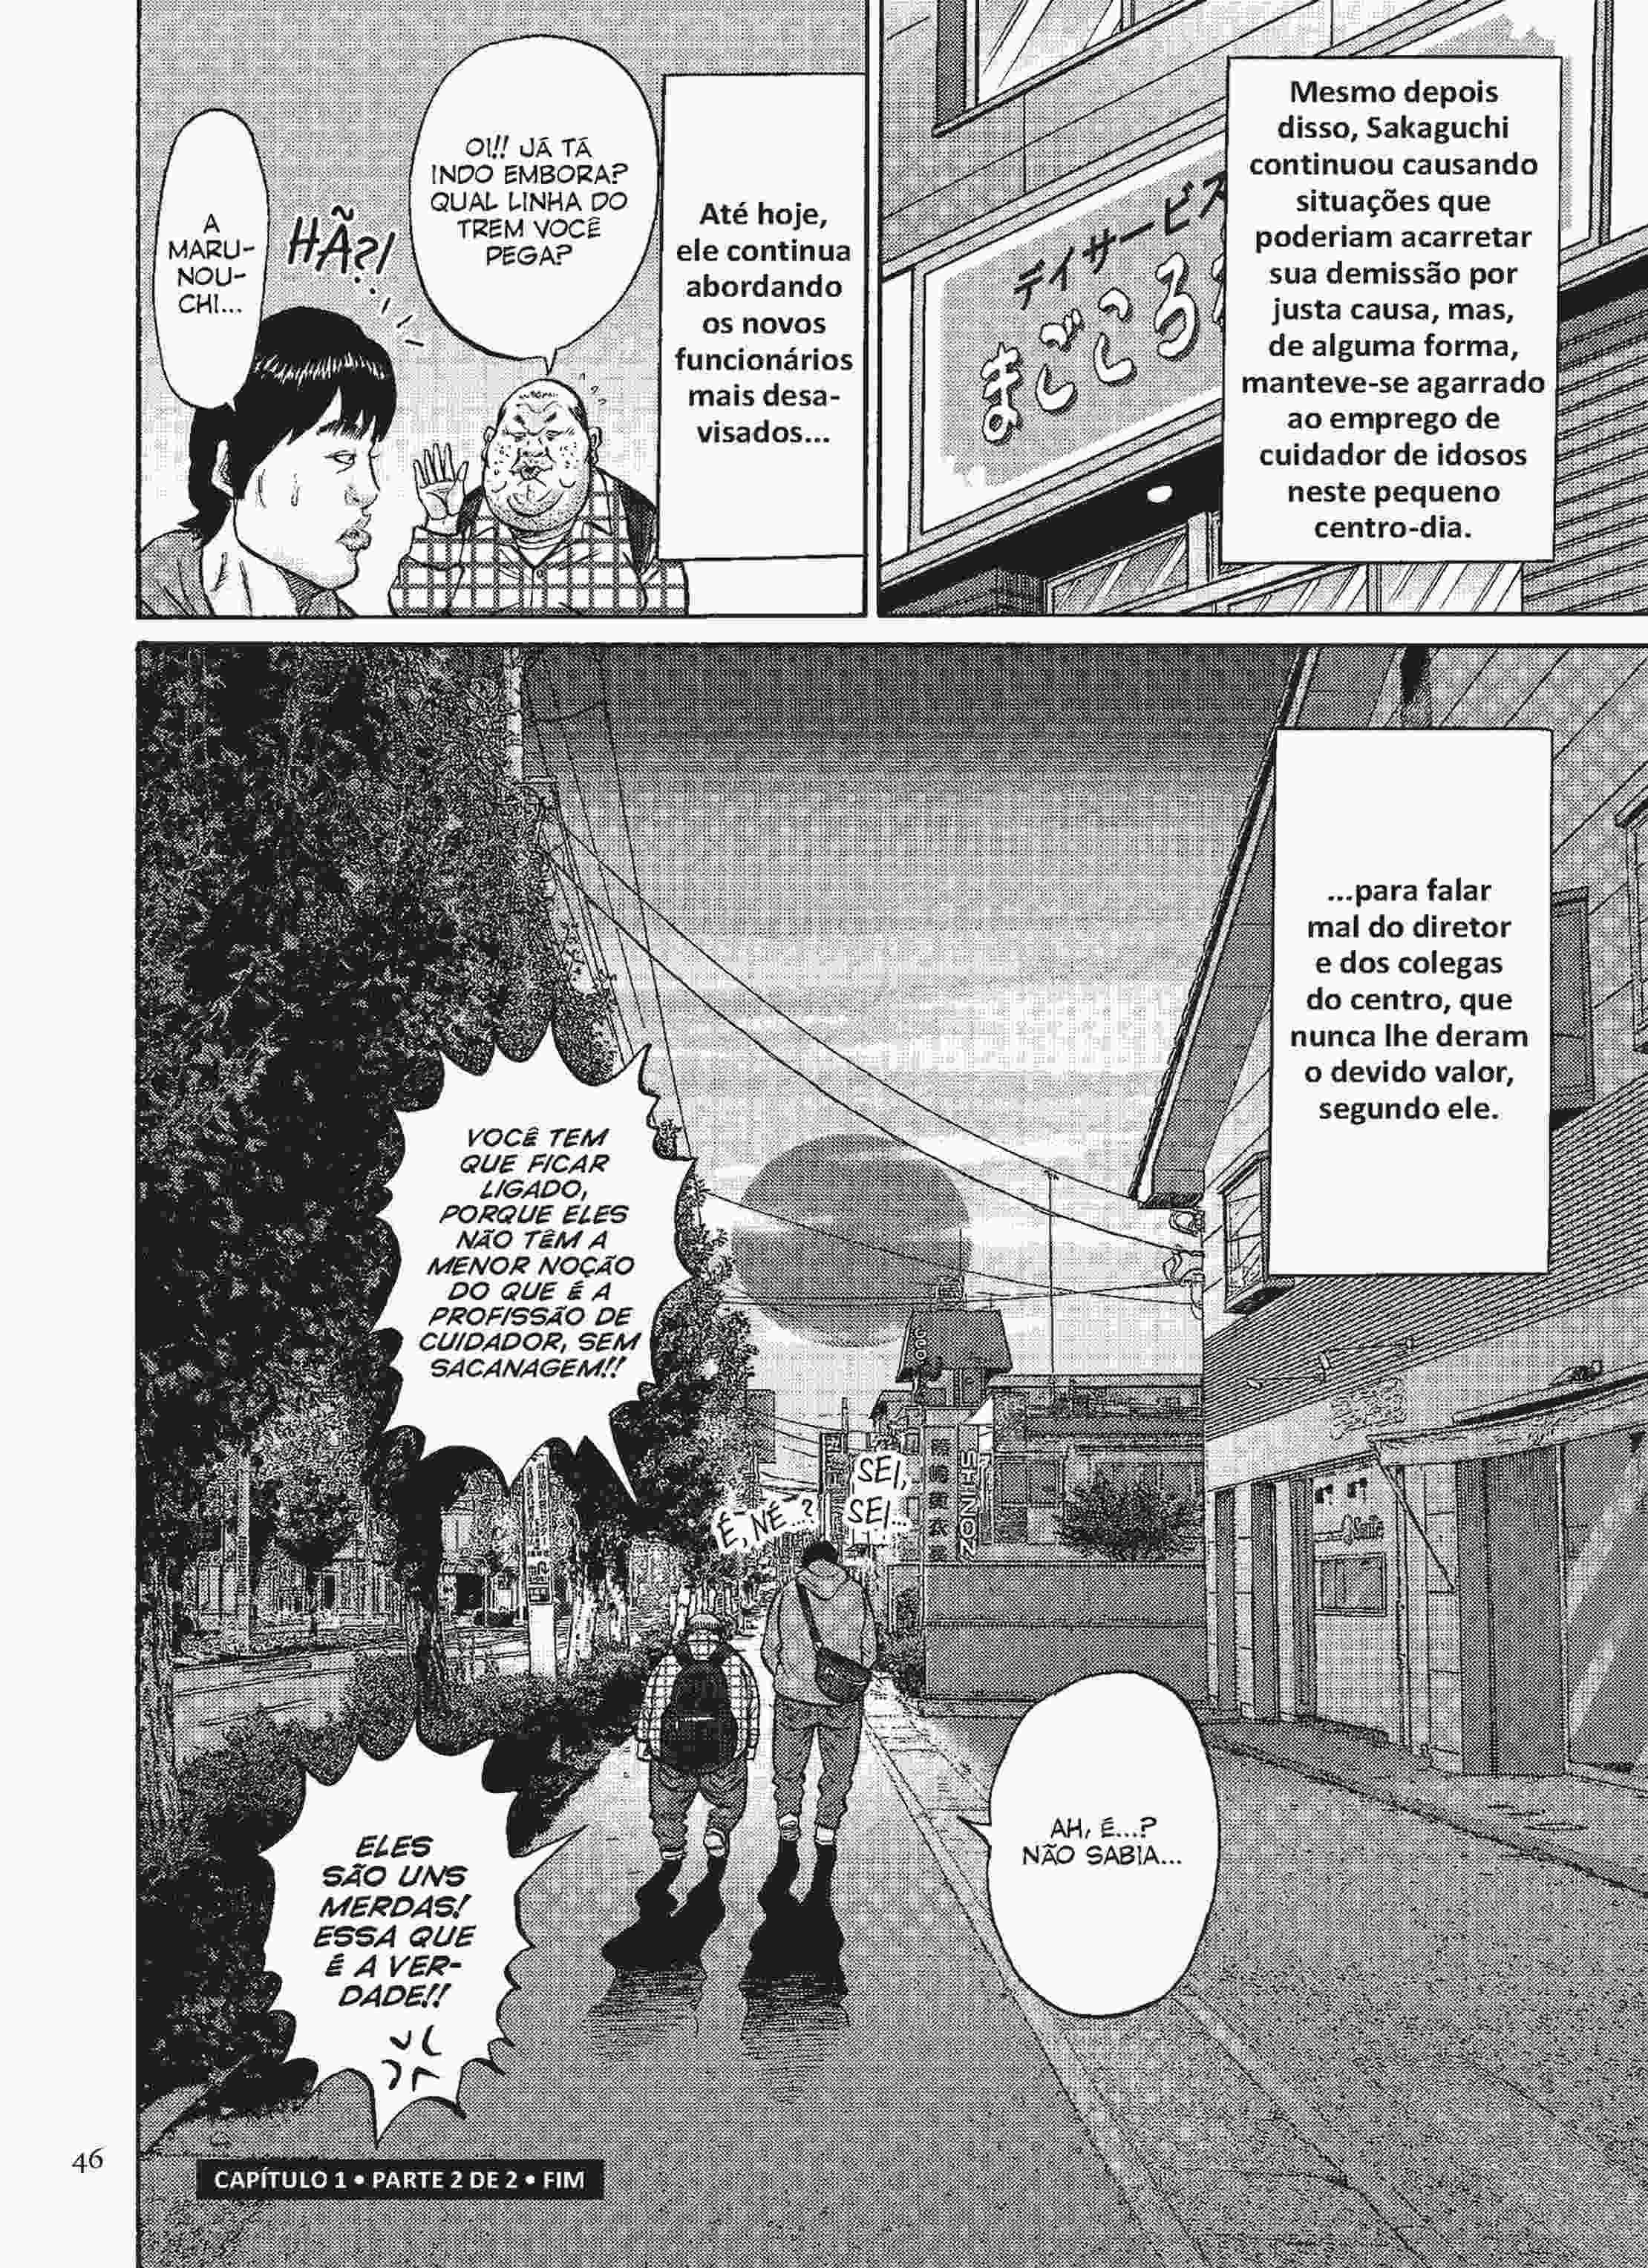 Mesmo depois
disso, Sakaguchi
continuou causando
situações que
poderiam acarretar
sua demissão por
justa causa, mas,
de alguma forma,
manteve-se agarrado
ao emprego de
cuidador de idosos
neste pequeno
centro-dia.
デイサービス
まごころ
Até hoje,
ele continua
abordando
os novos
funcionários
mais desa-
visados...
OI!! JÁ TÁ
INDO EMBORA?
QUAL LINHA DO
TREM VOCÊ
PEGA?
HÃ?!
A
MARU-
NOU-
CHI...
...para falar
mal do diretor
e dos colegas
do centro, que
nunca lhe deram
o devido valor,
segundo ele.
VOCÊ TEM
QUE FICAR
LIGADO,
PORQUE ELES
NÃO TÊM A
MENOR NOÇÃO
DO QUE É A
PROFISSÃO DE
CUIDADOR, SEM
SACANAGEM!!
SEI,
SEI...
É, NÉ...?
AH, É...?
NÃO SABIA...
ELES
SÃO UNS
MERDAS!
ESSA QUE
É A VER-
DADE!!
46
CAPÍTULO 1 • PARTE 2 DE 2 • FIM